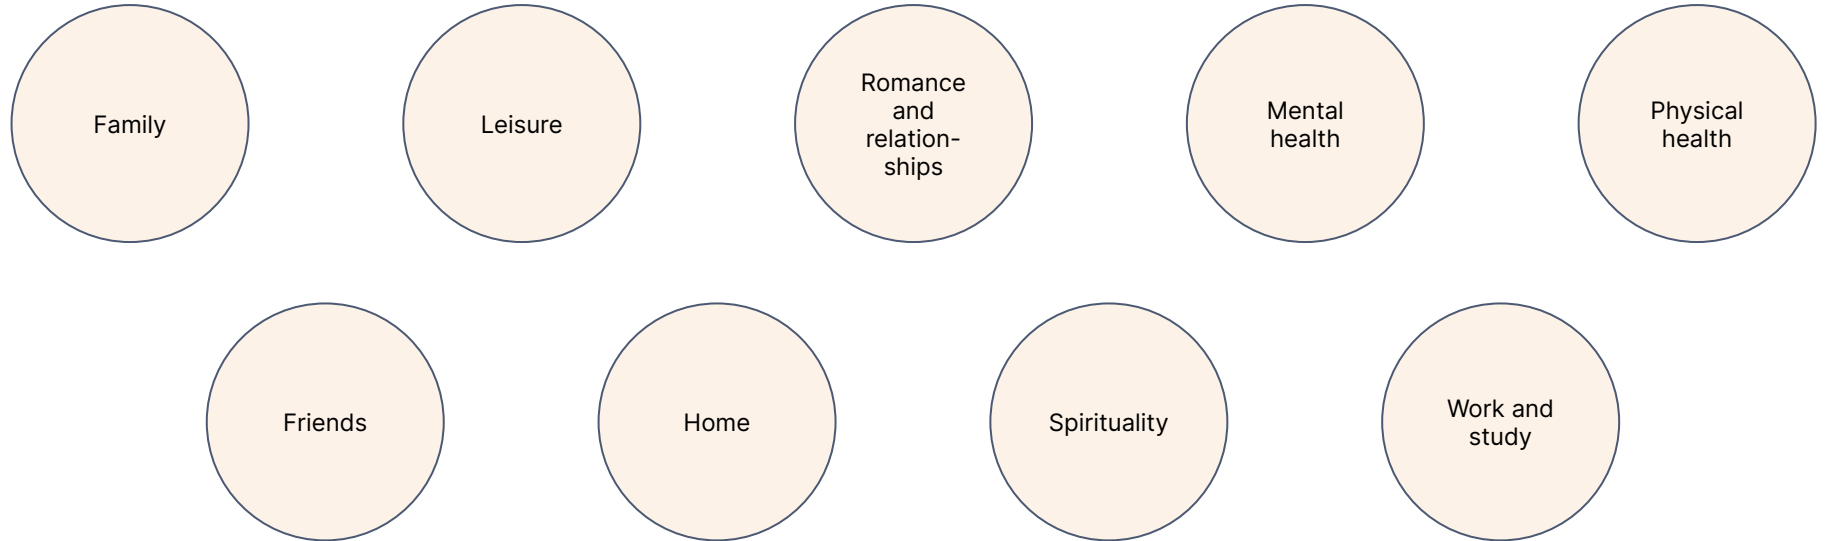 Family
Leisure
Romance
and
relation-
ships
Mental
health
Physical
health
Friends
Home
Spirituality
Work and
study